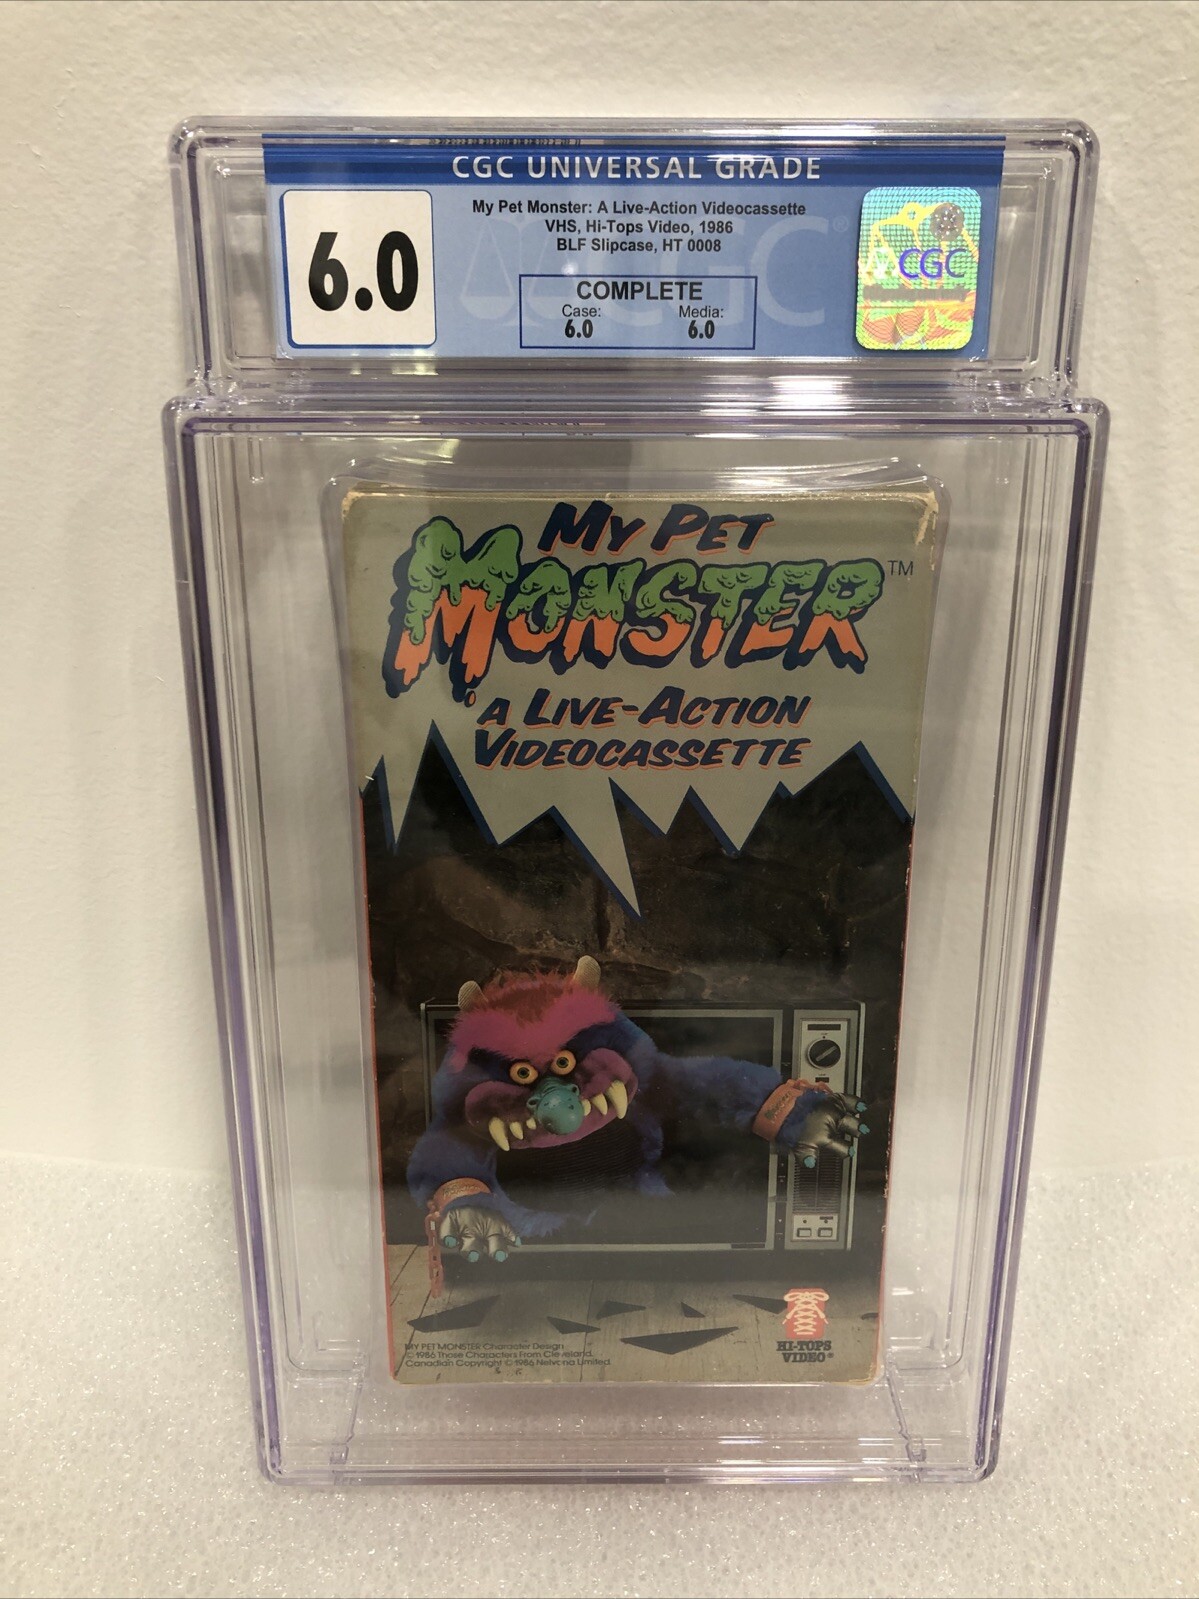 CGC UNIVERSAL GRADE
6.0
My Pet Monster: A Live-Action Videocassette
VHS, Hi-Tops Video, 1986
BLF Slipcase, HT 0008
COMPLETE
Case: Media:
6.0 6.0
CGC
MY PET
MONSTER™
A LIVE-ACTION
VIDEOCASSETTE
HI-TOPS
VIDEO®
MY PET MONSTER Character Design
© 1986 Those Characters From Cleveland.
Canadian Copyright © 1986 Nelvana Limited.